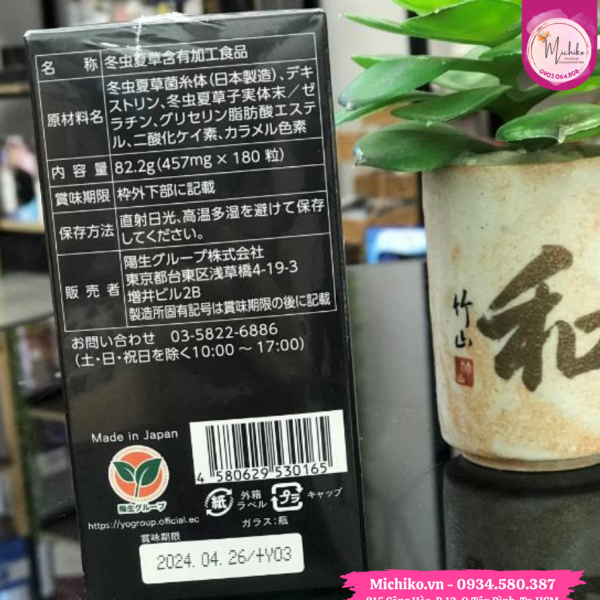 Michiko
0903.064.808
名 称 冬虫夏草含有加工食品
原材料名 冬虫夏草菌糸体(日本製造)、デキ
ストリン、冬虫夏草子実体末／ゼ
ラチン、グリセリン脂肪酸エステ
ル、二酸化ケイ素、カラメル色素
内 容 量 82.2g(457mg×180粒)
賞味期限 枠外下部に記載
保存方法 直射日光、高温多湿を避けて保存
してください。
販 売 者 陽生グループ株式会社
東京都台東区浅草橋4-19-3
増井ビル2B
製造所固有記号は賞味期限の後に記載
お問い合わせ 03-5822-6886
(土・日・祝日を除く10:00～17:00)
Made in Japan
陽生グループ
https://yogroup.official.ec
賞味期限
2024. 04. 26/+Y03
4 580629 530165
紙 外箱
ラベル
プラ キャップ
ガラス:瓶
和
竹山
Michiko.vn - 0934.580.387